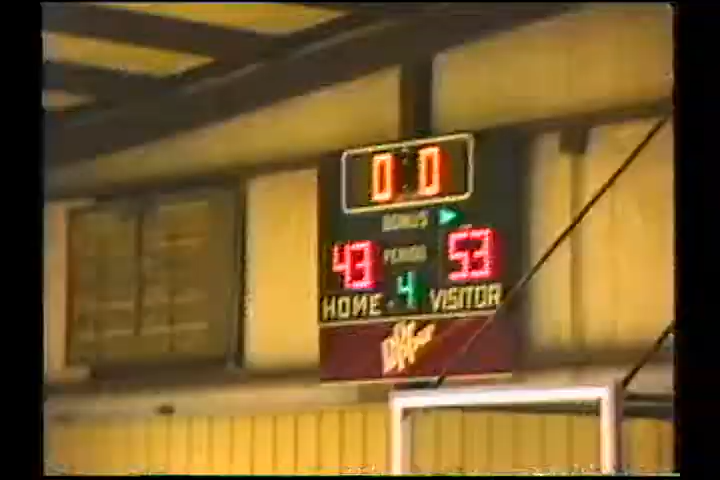 0:0
BONUS
43 PERIOD 53
HOME 4 VISITOR
Dr Pepper